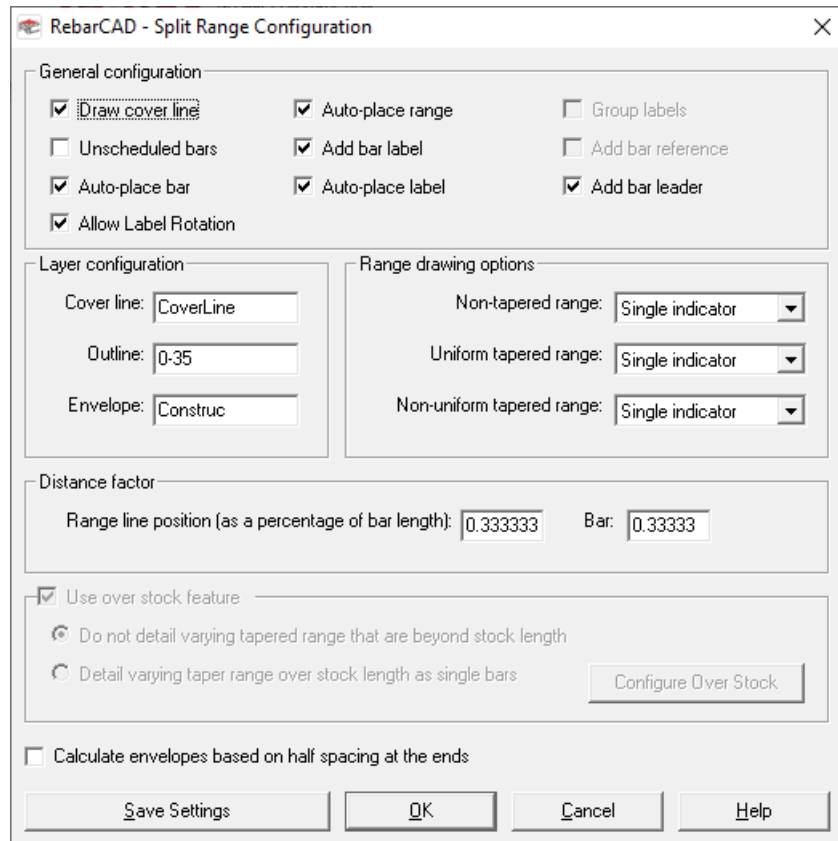 RebarCAD - Split Range Configuration
General configuration
Draw cover line
Auto-place range
Group labels
Unscheduled bars
Add bar label
Add bar reference
Auto-place bar
Auto-place label
Add bar leader
Allow Label Rotation
Layer configuration
Cover line: CoverLine
Outline: 0-35
Envelope: Construc
Range drawing options
Non-tapered range: Single indicator
Uniform tapered range: Single indicator
Non-uniform tapered range: Single indicator
Distance factor
Range line position (as a percentage of bar length): 0.333333 Bar: 0.33333
Use over stock feature
Do not detail varying tapered range that are beyond stock length
Detail varying taper range over stock length as single bars
Configure Over Stock
Calculate envelopes based on half spacing at the ends
Save Settings
OK
Cancel
Help